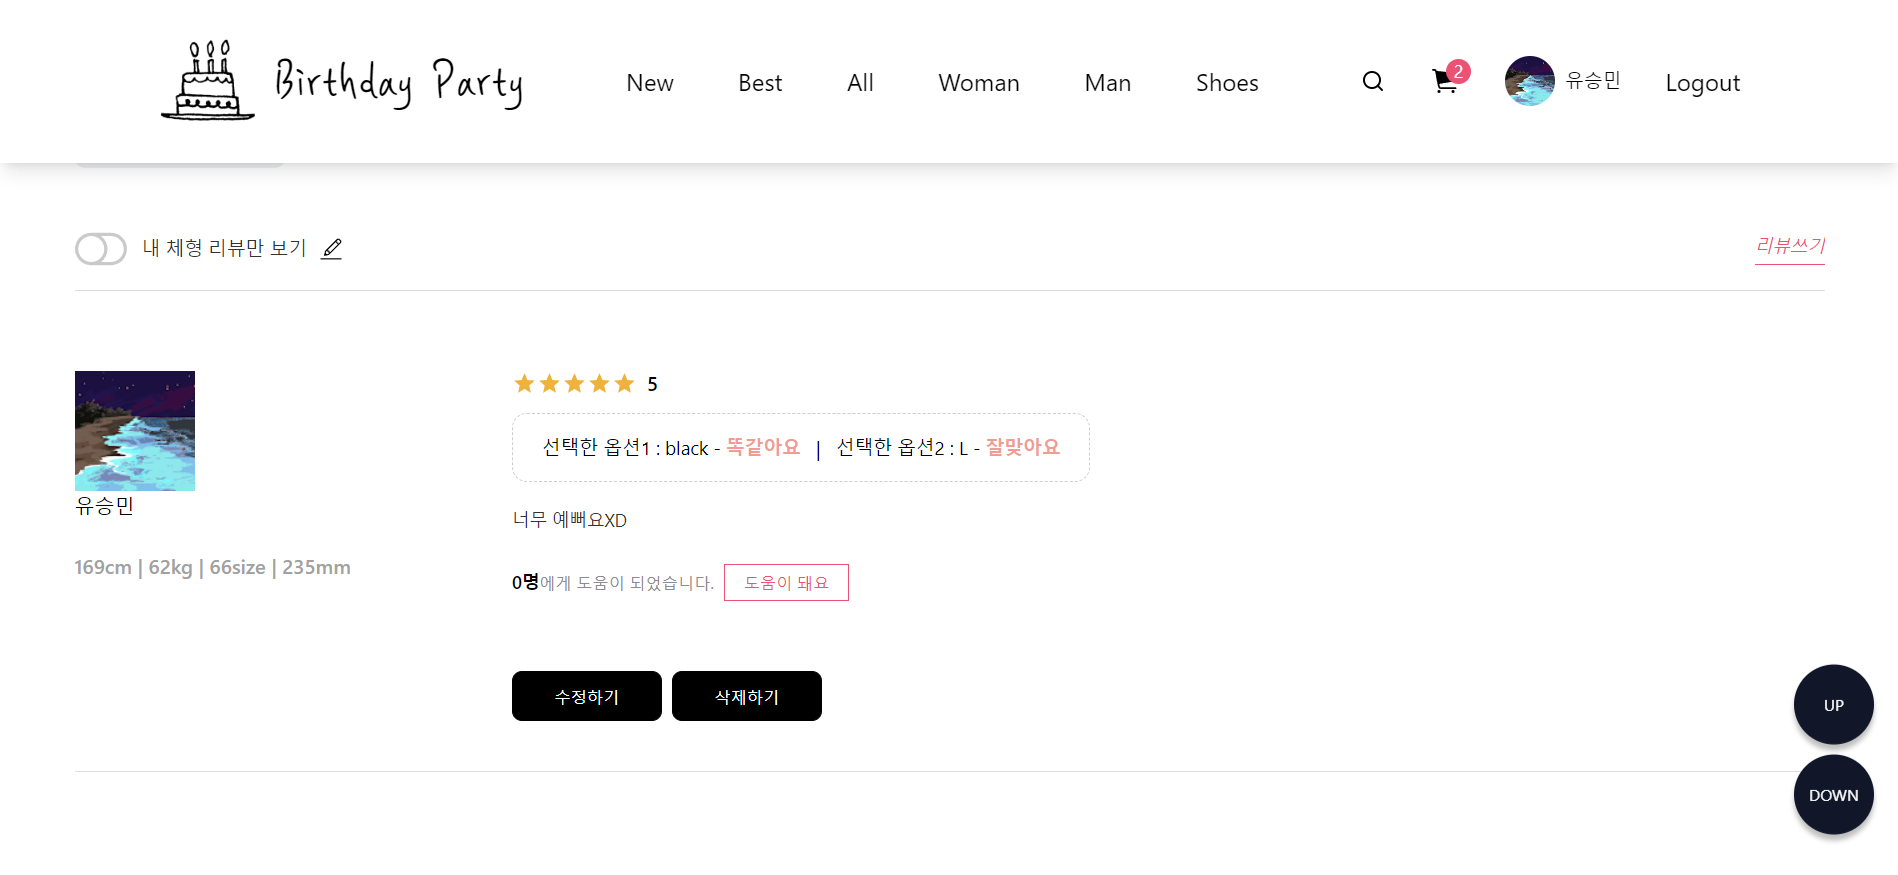 Birthday Party New Best All Woman Man Shoes 2 유승민 Logout
내 체형 리뷰만 보기 리뷰쓰기
5
선택한 옵션1 : black - 똑같아요 | 선택한 옵션2 : L - 잘맞아요
유승민
너무 예뻐요XD
169cm | 62kg | 66size | 235mm
0명에게 도움이 되었습니다. 도움이 돼요
수정하기 삭제하기
UP
DOWN